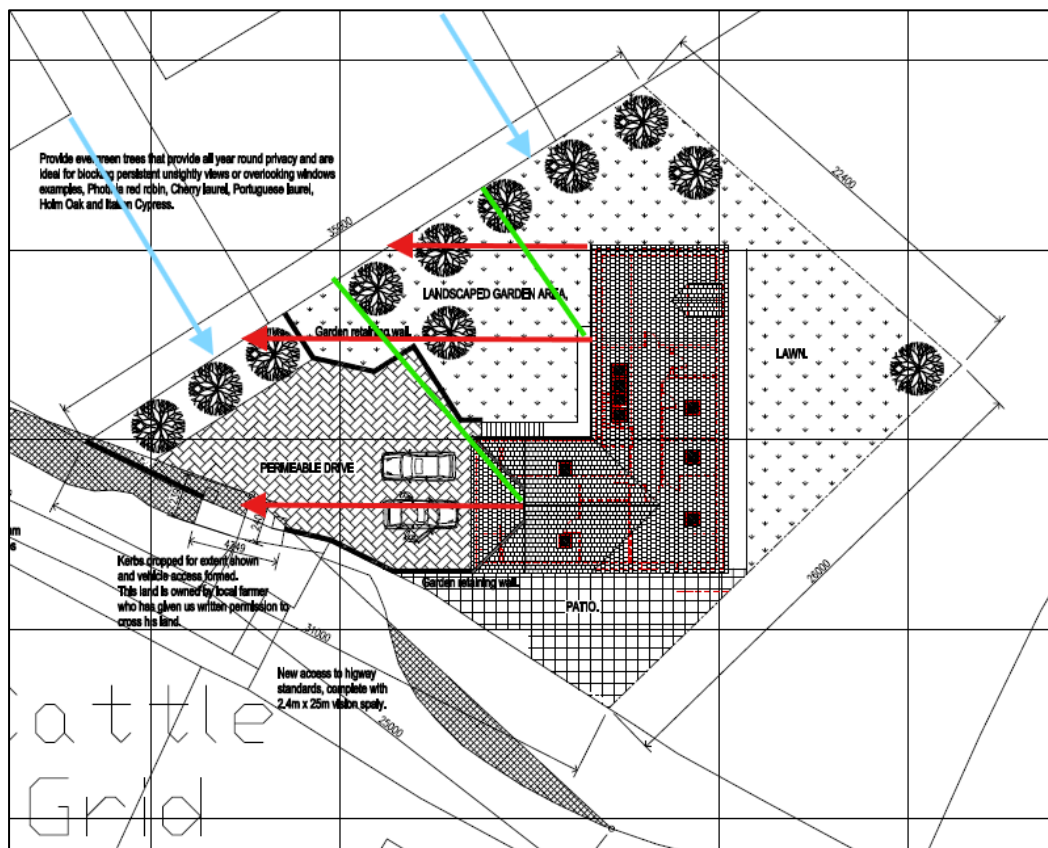 Provide evergreen trees that provide all year round privacy and are
ideal for blocking persistent unsightly views or overlooking windows
examples, Photinia red robin, Cherry laurel, Portuguese laurel,
Holm Oak and Italian Cypress.
35800
22400
LANDSCAPED GARDEN AREA.
Garden retaining wall.
LAWN.
PERMEABLE DRIVE
4249
Kerbs cropped for extent shown
and vehicle access formed.
This land is owned by local farmer
who has given us written permission to
cross his land.
Garden retaining wall.
PATIO.
26000
31000
New access to higway
standards, complete with
2.4m x 25m vision spaly.
25000
attle
Grid